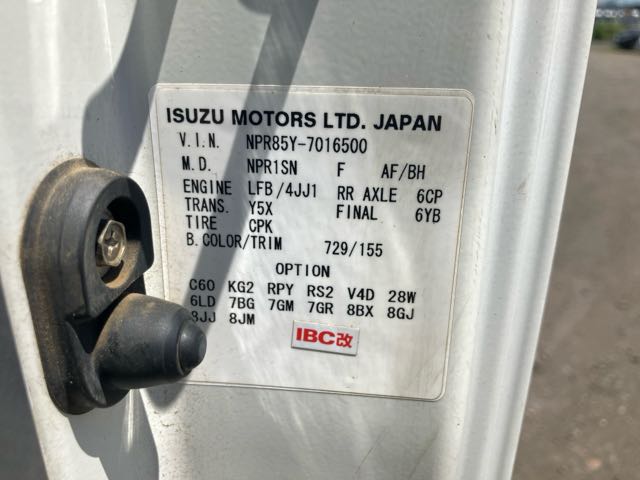 ISUZU MOTORS LTD. JAPAN
V.I.N. NPR85Y-7016500
M.D. NPR1SN F AF/BH
ENGINE LFB/4JJ1 RR AXLE 6CP
TRANS. Y5X FINAL 6YB
TIRE CPK
B.COLOR/TRIM 729/155
OPTION
C60 KG2 RPY RS2 V4D 28W
6LD 7BG 7GM 7GR 8BX 8GJ
8JJ 8JM
IBC改